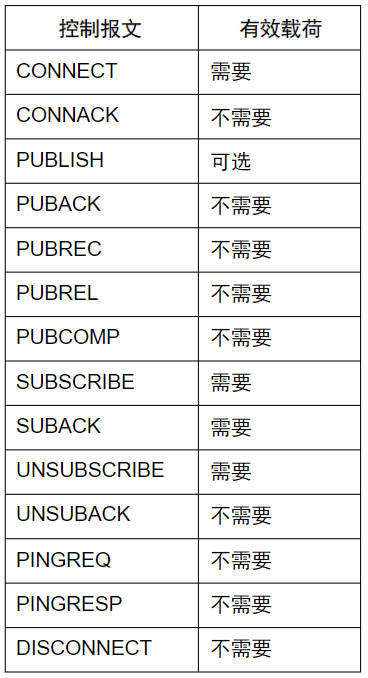 控制报文 有效载荷
CONNECT 需要
CONNACK 不需要
PUBLISH 可选
PUBACK 不需要
PUBREC 不需要
PUBREL 不需要
PUBCOMP 不需要
SUBSCRIBE 需要
SUBACK 需要
UNSUBSCRIBE 需要
UNSUBACK 不需要
PINGREQ 不需要
PINGRESP 不需要
DISCONNECT 不需要